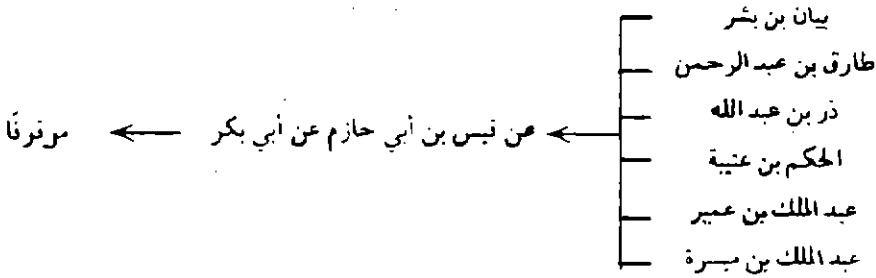 بيان بن بشر
طارق بن عبد الرحمن
ذر بن عبد الله
عن قيس بن أبي حازم عن أبي بكر
موقوفًا
الحكم بن عتيبة
عبد الملك بن عمير
عبد الملك بن ميسرة